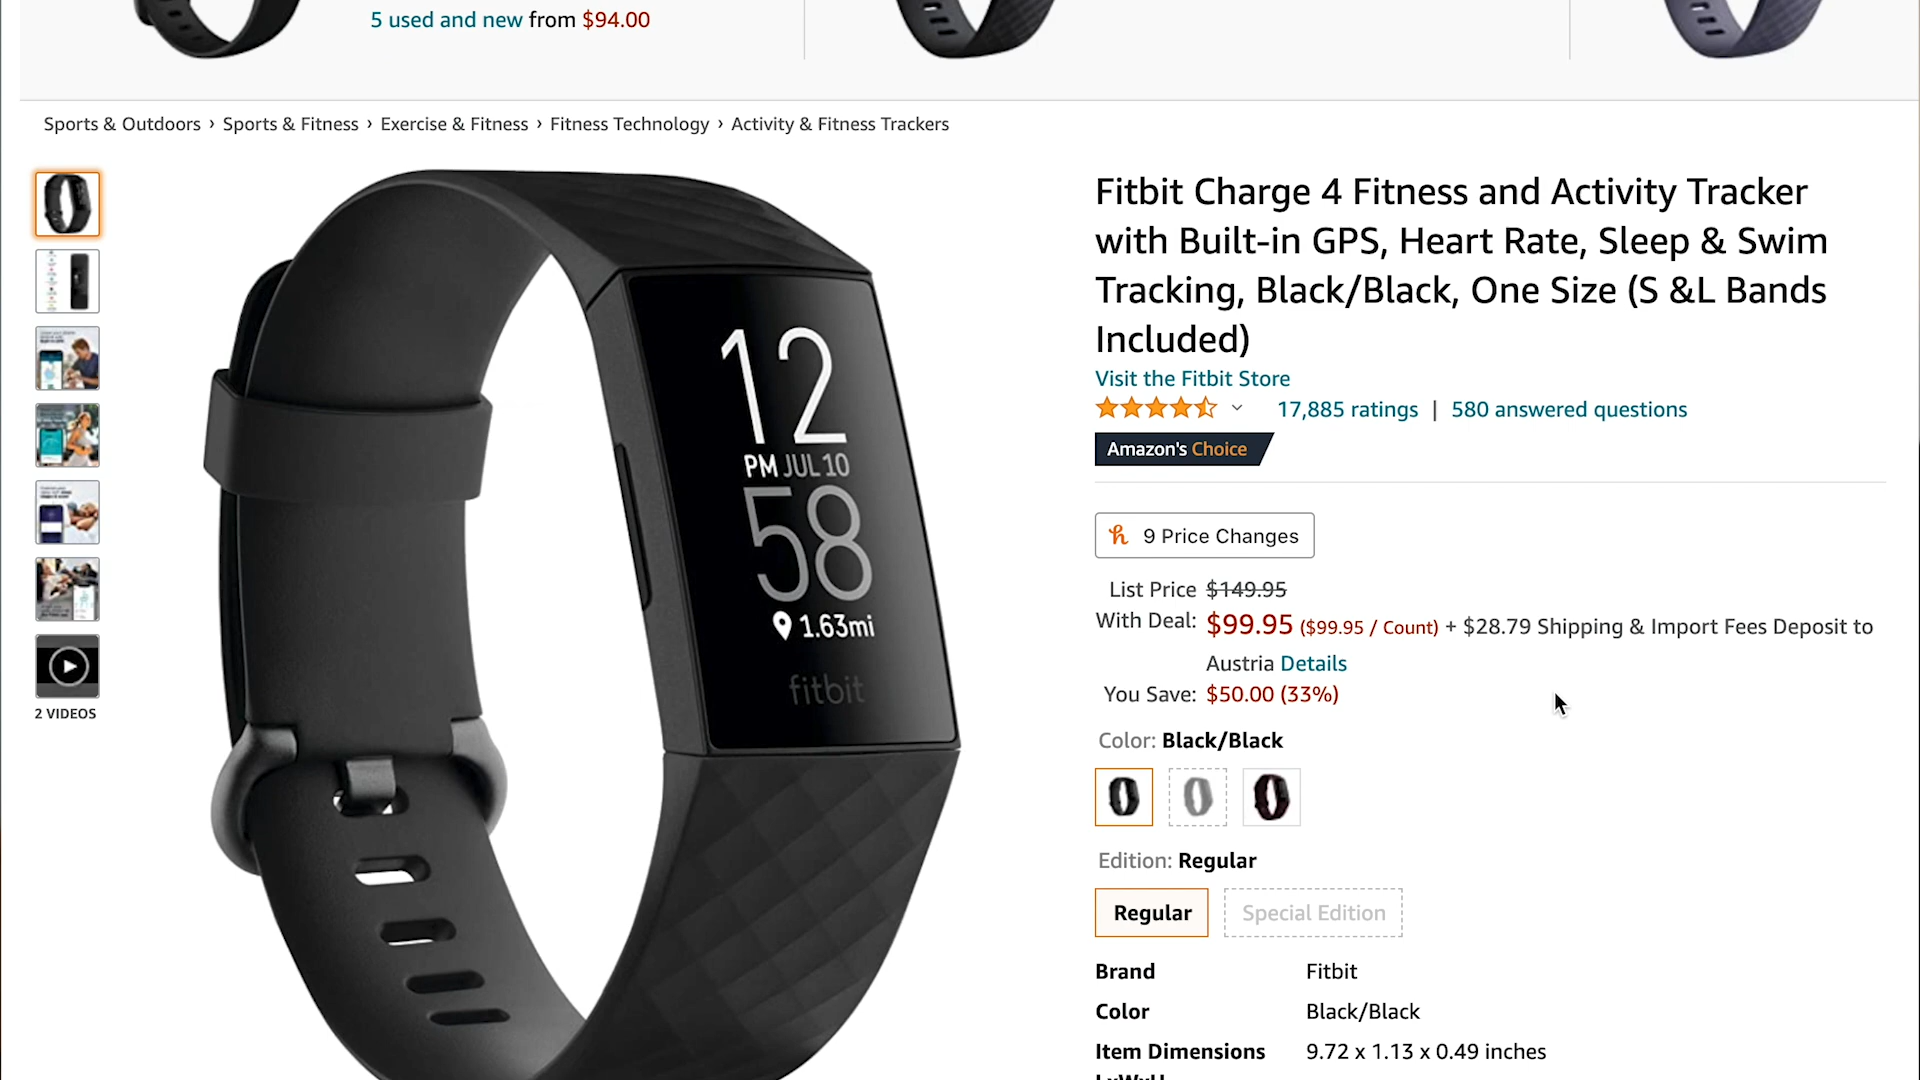 5 used and new from $94.00
Sports & Outdoors › Sports & Fitness › Exercise & Fitness › Fitness Technology › Activity & Fitness Trackers
Fitbit Charge 4 Fitness and Activity Tracker
with Built-in GPS, Heart Rate, Sleep & Swim
Tracking, Black/Black, One Size (S &L Bands
Included)
Visit the Fitbit Store
17,885 ratings | 580 answered questions
Amazon's Choice
9 Price Changes
List Price $149.95
With Deal: $99.95 ($99.95 / Count) + $28.79 Shipping & Import Fees Deposit to
Austria Details
You Save: $50.00 (33%)
Color: Black/Black
Edition: Regular
Regular Special Edition
Brand Fitbit
Color Black/Black
Item Dimensions 9.72 x 1.13 x 0.49 inches
LxWxH
12
PM JUL 10
58
1.63mi
fitbit
2 VIDEOS